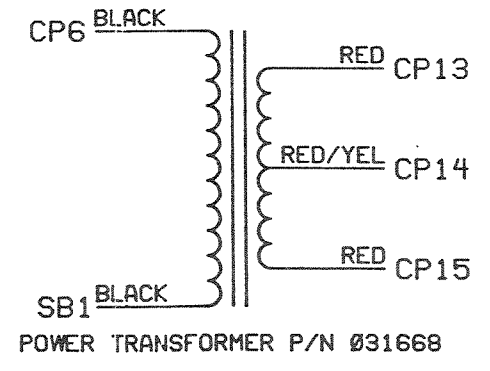 CP6 BLACK
RED CP13
RED/YEL CP14
RED CP15
SB1 BLACK
POWER TRANSFORMER P/N Ø31668